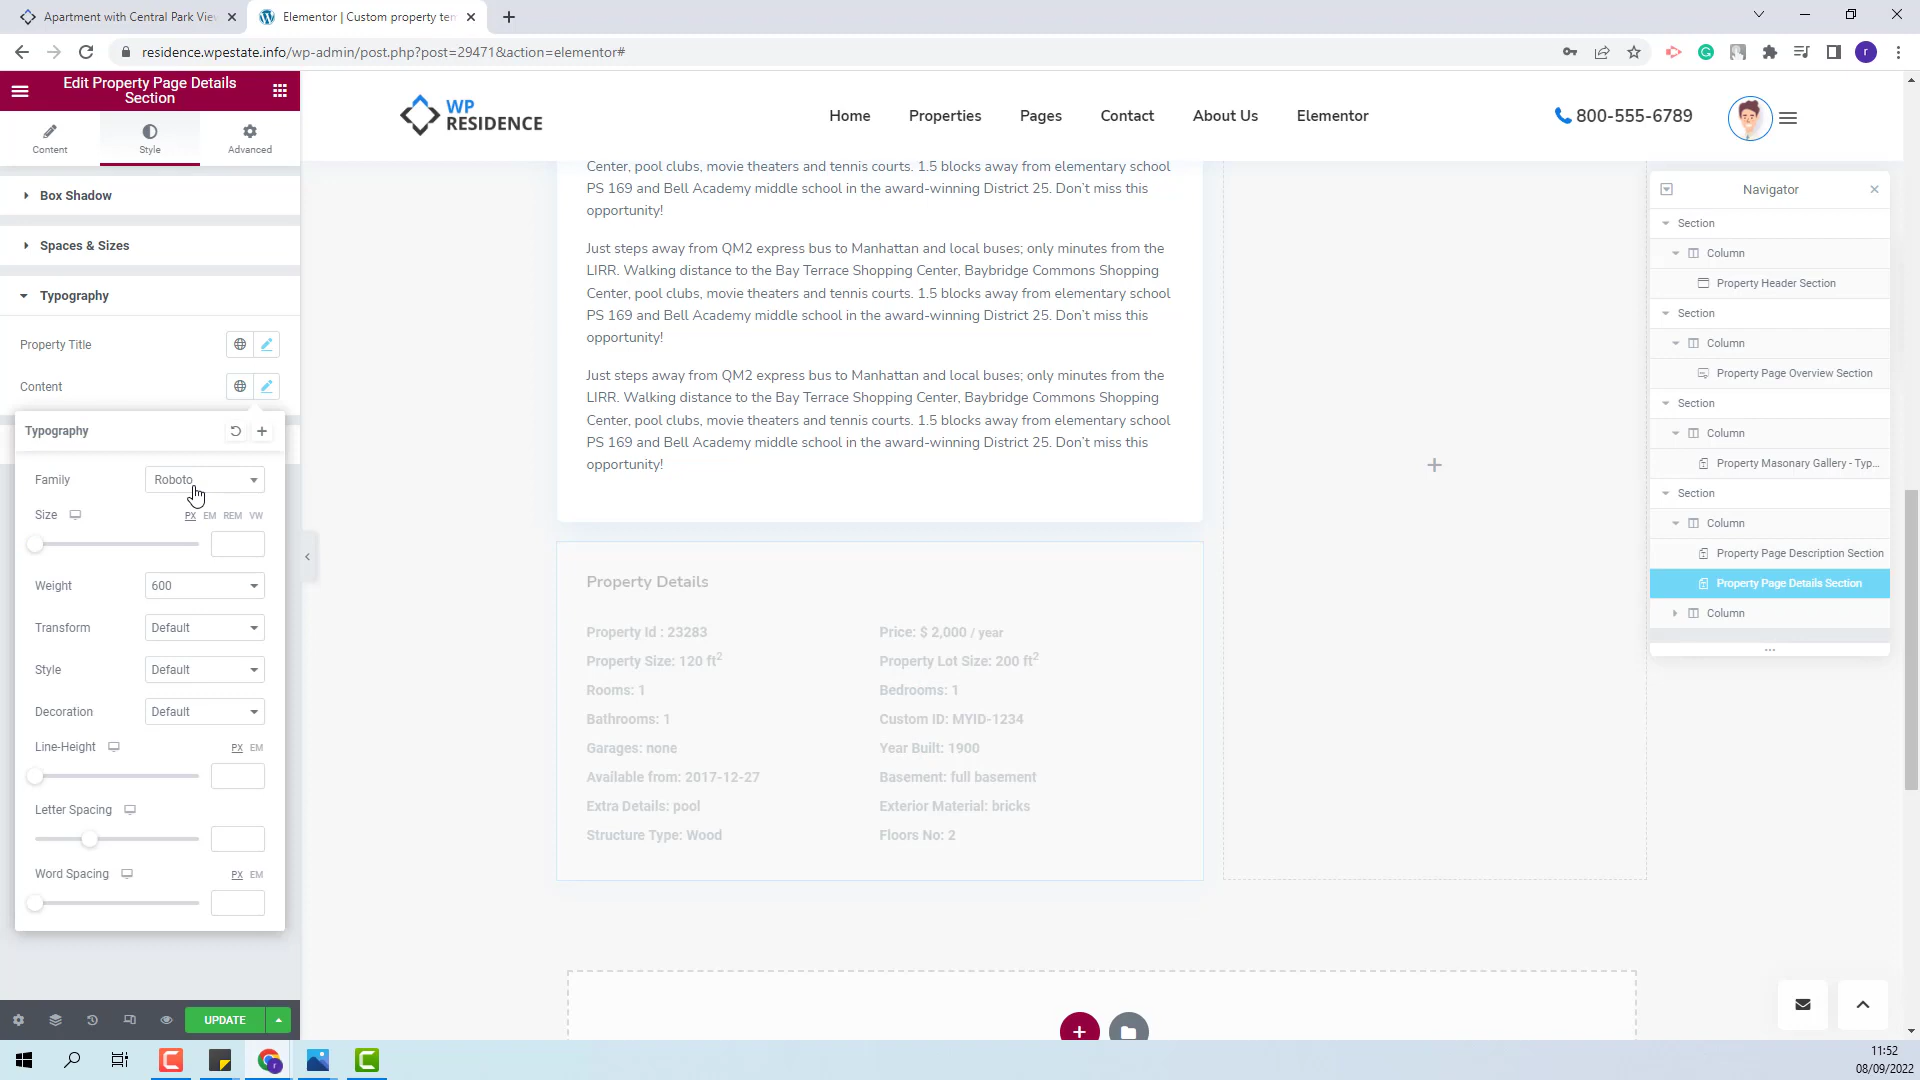 Apartment with Central Park Vie
Elementor | Custom property ten
residence.wpestate.info/wp-admin/post.php?post=29471&action=elementor#
r
Edit Property Page Details
Section
Content
Style
Advanced
Box Shadow
Spaces & Sizes
Typography
Property Title
Content
Typography
Family
Roboto
Size
PX EM REM VW
Weight
600
Transform
Default
Style
Default
Decoration
Default
Line-Height
PX EM
Letter Spacing
Word Spacing
PX EM
UPDATE
WP
RESIDENCE
Home
Properties
Pages
Contact
About Us
Elementor
800-555-6789
Center, pool clubs, movie theaters and tennis courts. 1.5 blocks away from elementary school
PS 169 and Bell Academy middle school in the award-winning District 25. Don’t miss this
opportunity!
Just steps away from QM2 express bus to Manhattan and local buses; only minutes from the
LIRR. Walking distance to the Bay Terrace Shopping Center, Baybridge Commons Shopping
Center, pool clubs, movie theaters and tennis courts. 1.5 blocks away from elementary school
PS 169 and Bell Academy middle school in the award-winning District 25. Don’t miss this
opportunity!
Just steps away from QM2 express bus to Manhattan and local buses; only minutes from the
LIRR. Walking distance to the Bay Terrace Shopping Center, Baybridge Commons Shopping
Center, pool clubs, movie theaters and tennis courts. 1.5 blocks away from elementary school
PS 169 and Bell Academy middle school in the award-winning District 25. Don’t miss this
opportunity!
Property Details
Property Id : 23283
Price: $ 2,000 / year
Property Size: 120 ft2
Property Lot Size: 200 ft2
Rooms: 1
Bedrooms: 1
Bathrooms: 1
Custom ID: MYID-1234
Garages: none
Year Built: 1900
Available from: 2017-12-27
Basement: full basement
Extra Details: pool
Exterior Material: bricks
Structure Type: Wood
Floors No: 2
Navigator
Section
Column
Property Header Section
Section
Column
Property Page Overview Section
Section
Column
Property Masonary Gallery - Typ...
Section
Column
Property Page Description Section
Property Page Details Section
Column
11:52
08/09/2022